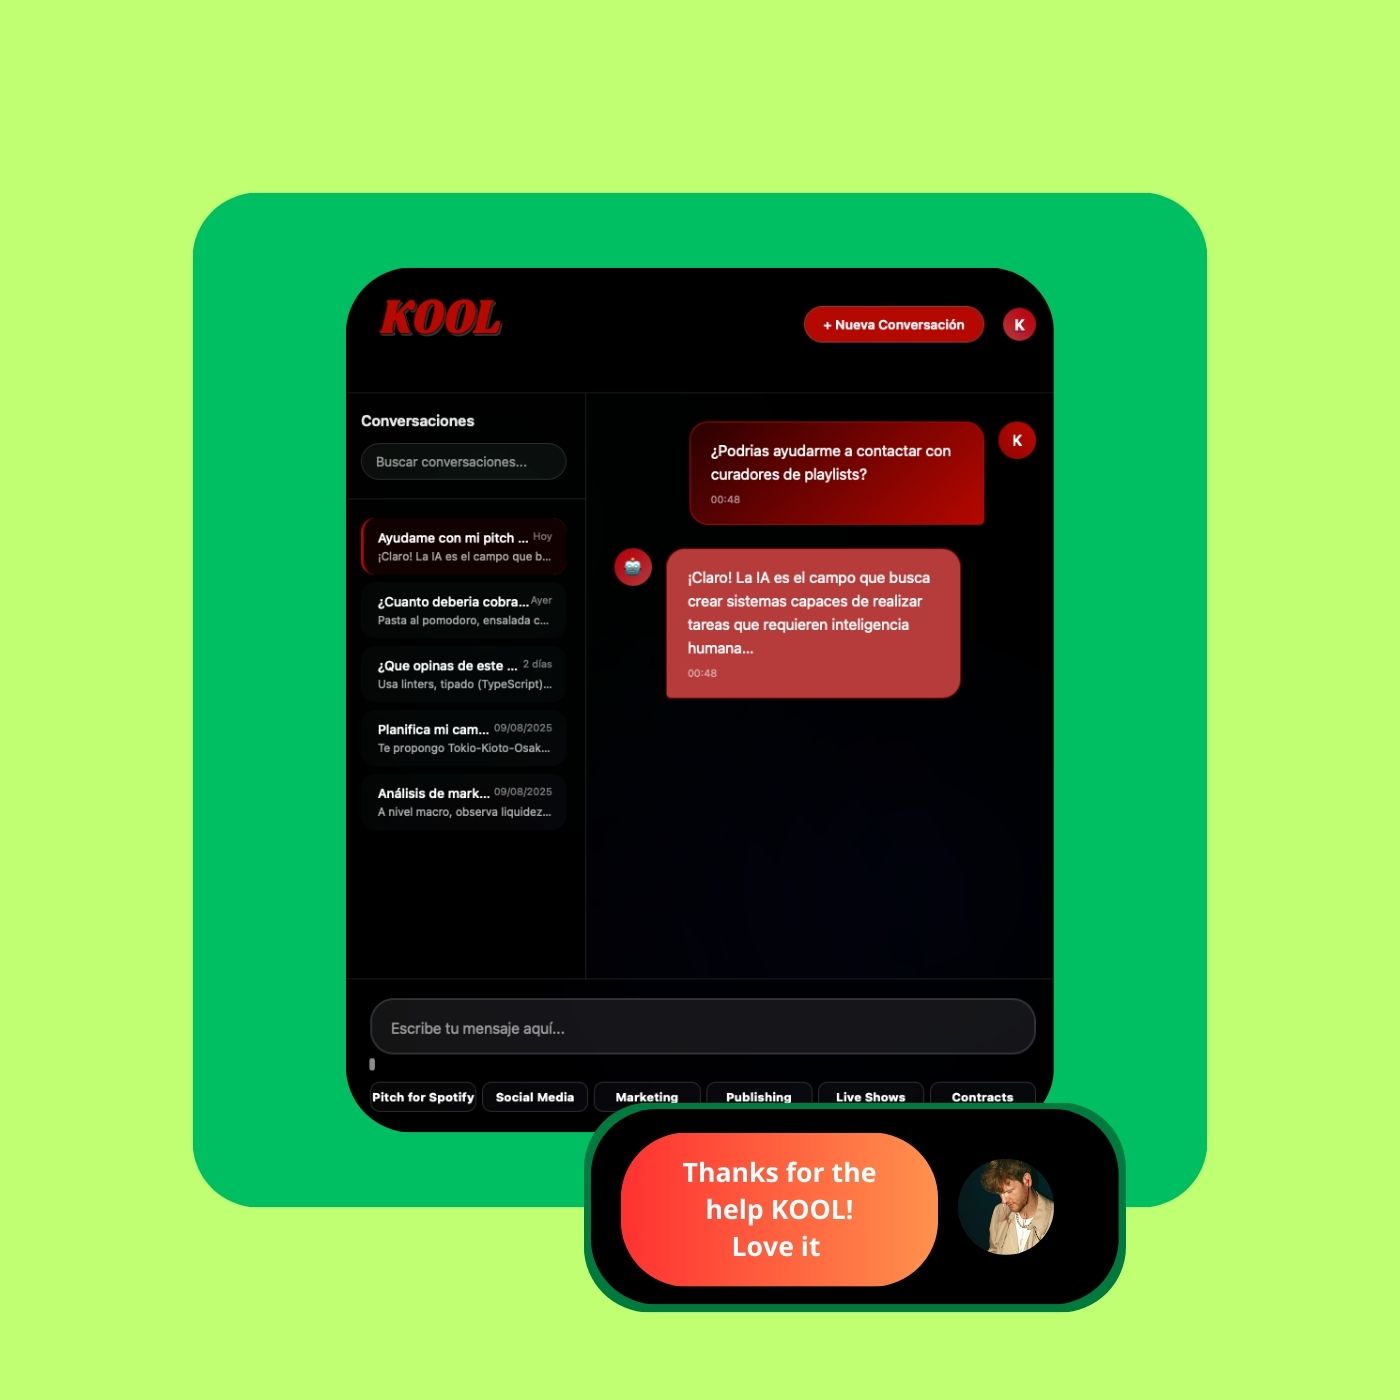 KOOL
+ Nueva Conversación
K
Conversaciones
Buscar conversaciones...
Ayudame con mi pitch ... Hoy
¡Claro! La IA es el campo que b...
¿Cuanto deberia cobra... Ayer
Pasta al pomodoro, ensalada c...
¿Que opinas de este ... 2 días
Usa linters, tipado (TypeScript)...
Planifica mi cam... 09/08/2025
Te propongo Tokio-Kioto-Osak...
Análisis de mark... 09/08/2025
A nivel macro, observa liquidez...
¿Podrias ayudarme a contactar con
curadores de playlists?
00:48
K
¡Claro! La IA es el campo que busca
crear sistemas capaces de realizar
tareas que requieren inteligencia
humana...
00:48
Escribe tu mensaje aquí...
Pitch for Spotify
Social Media
Marketing
Publishing
Live Shows
Contracts
Thanks for the
help KOOL!
Love it